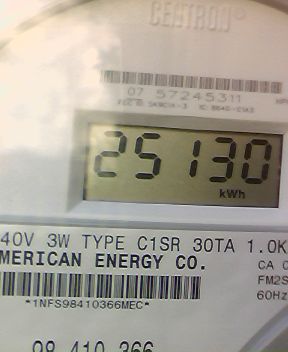 CENTRON®
07 57245311
25130
kWh
40V 3W TYPE C1SR 30TA 1.0K
MERICAN ENERGY CO.
CA 0
FM2S
60Hz
*1NFS98410366MEC*
98 410 366